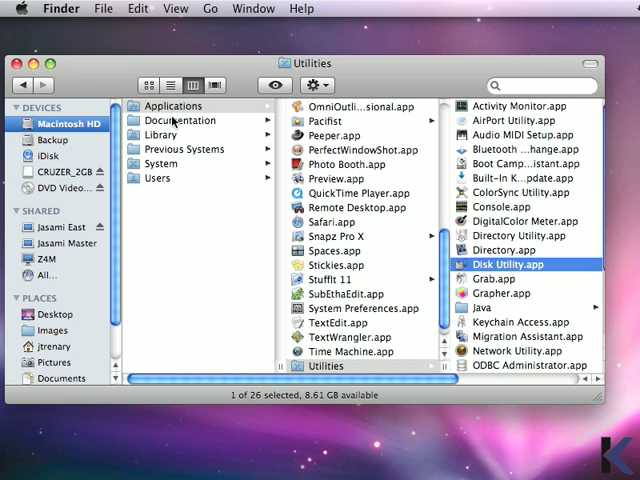 Finder File Edit View Go Window Help
Utilities
DEVICES
Macintosh HD
Backup
iDisk
CRUZER_2GB
DVD Video...
SHARED
Jasami East
Jasami Master
Z4M
All...
PLACES
Desktop
Images
jtrenary
Pictures
Documents
Applications
Documentation
Library
Previous Systems
System
Users
OmniOutli...sional.app
Pacifist
Peeper.app
PerfectWindowShot.app
Photo Booth.app
Preview.app
QuickTime Player.app
Remote Desktop.app
Safari.app
Snapz Pro X
Spaces.app
Stickies.app
StuffIt 11
SubEthaEdit.app
System Preferences.app
TextEdit.app
TextWrangler.app
Time Machine.app
Utilities
Activity Monitor.app
AirPort Utility.app
Audio MIDI Setup.app
Bluetooth ...hange.app
Boot Camp...istant.app
Built-In K...pdate.app
ColorSync Utility.app
Console.app
DigitalColor Meter.app
Directory Utility.app
Directory.app
Disk Utility.app
Grab.app
Grapher.app
Java
Keychain Access.app
Migration Assistant.app
Network Utility.app
ODBC Administrator.app
1 of 26 selected, 8.61 GB available
K